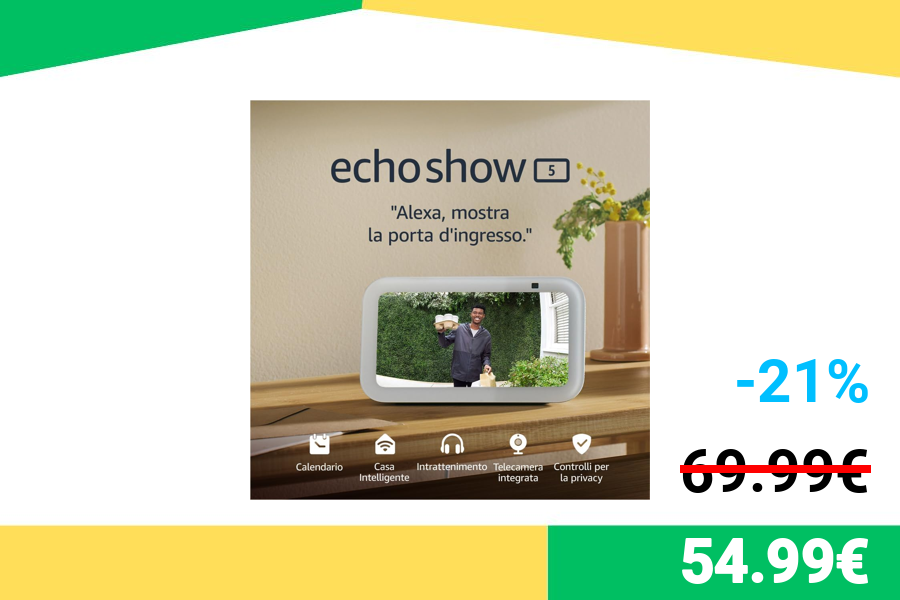 echo show 5
"Alexa, mostra
la porta d'ingresso."
Calendario
Casa
Intelligente
Intrattenimento
Telecamera
integrata
Controlli per
la privacy
-21%
69.99€
54.99€